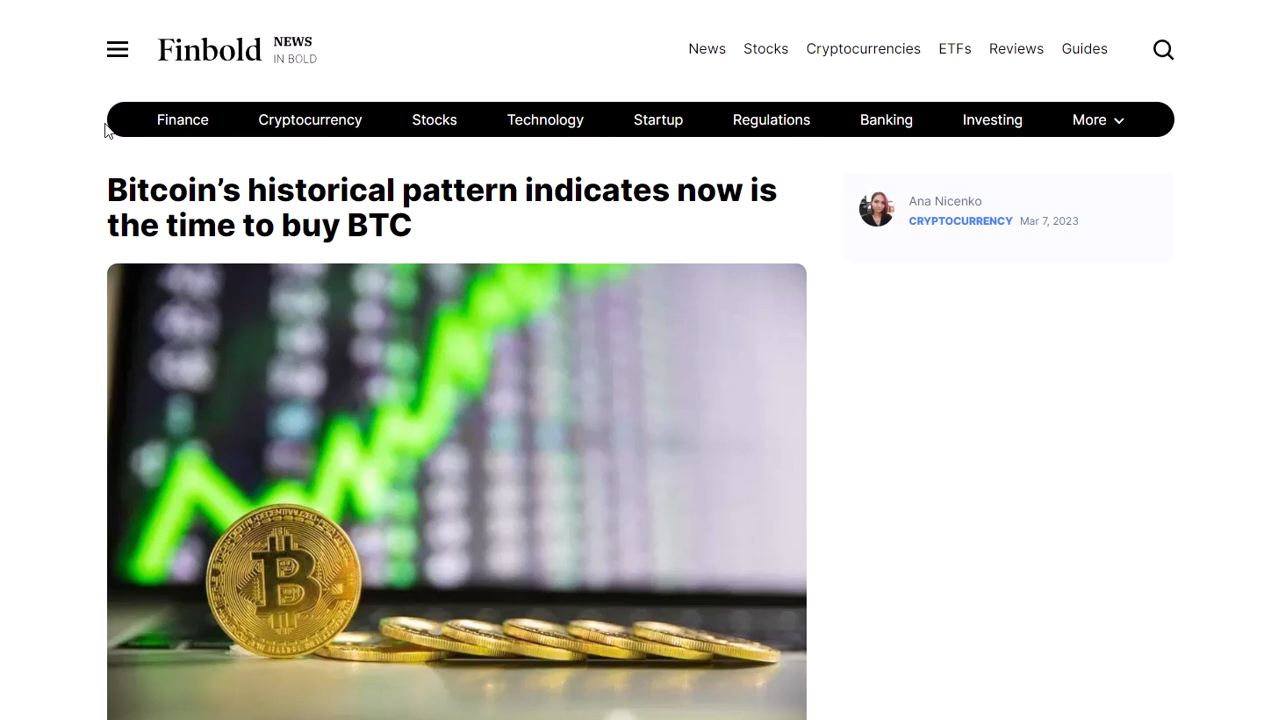 Finbold NEWS
IN BOLD
News Stocks Cryptocurrencies ETFs Reviews Guides
Finance Cryptocurrency Stocks Technology Startup Regulations Banking Investing More
Bitcoin’s historical pattern indicates now is
the time to buy BTC
Ana Nicenko
CRYPTOCURRENCY Mar 7, 2023